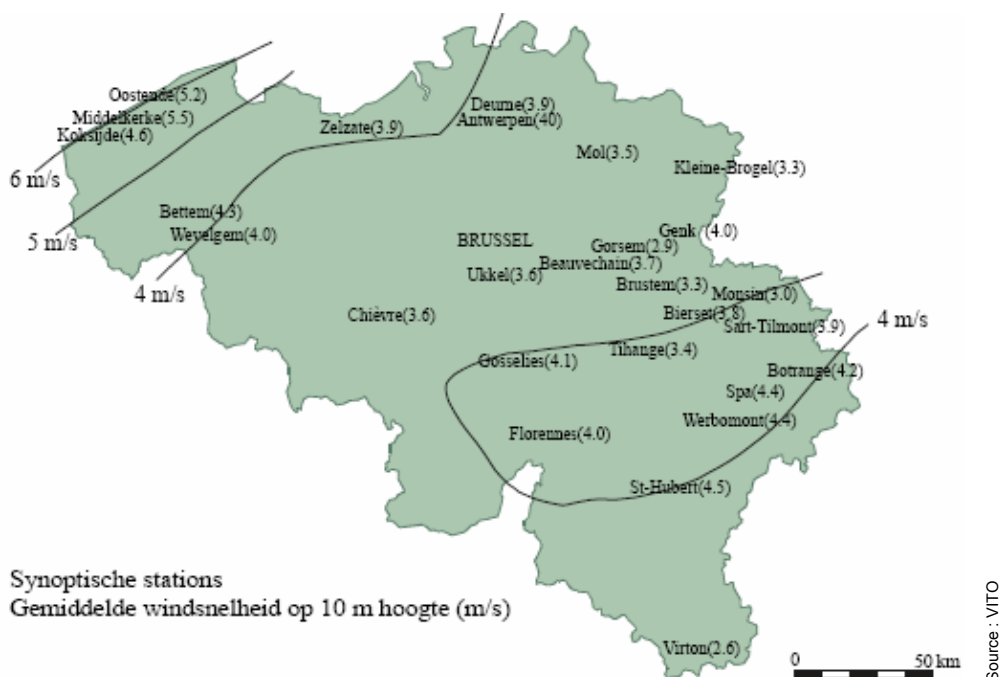 Oostende(5.2)
Middelkerke(5.5)
Koksijde(4.6)
6 m/s
Zelzate(3.9)
Deurne(3.9)
Antwerpen(40)
Mol(3.5)
Kleine-Brogel(3.3)
5 m/s
Bettem(4.3)
Wevelgem(4.0)
4 m/s
BRUSSEL
Ukkel(3.6)
Genk (4.0)
Gorsem(2.9)
Beauvechain(3.7)
Brustem(3.3)
Monsin(3.0)
Chièvre(3.6)
Bierset(3.8)
Sart-Tilmont(3.9)
4 m/s
Tihange(3.4)
Gosselies(4.1)
Botrange(4.2)
Spa(4.4)
Werbomont(4.4)
Florennes(4.0)
St-Hubert(4.5)
Synoptische stations
Gemiddelde windsnelheid op 10 m hoogte (m/s)
Virton(2.6)
0 50 km
Source : VITO